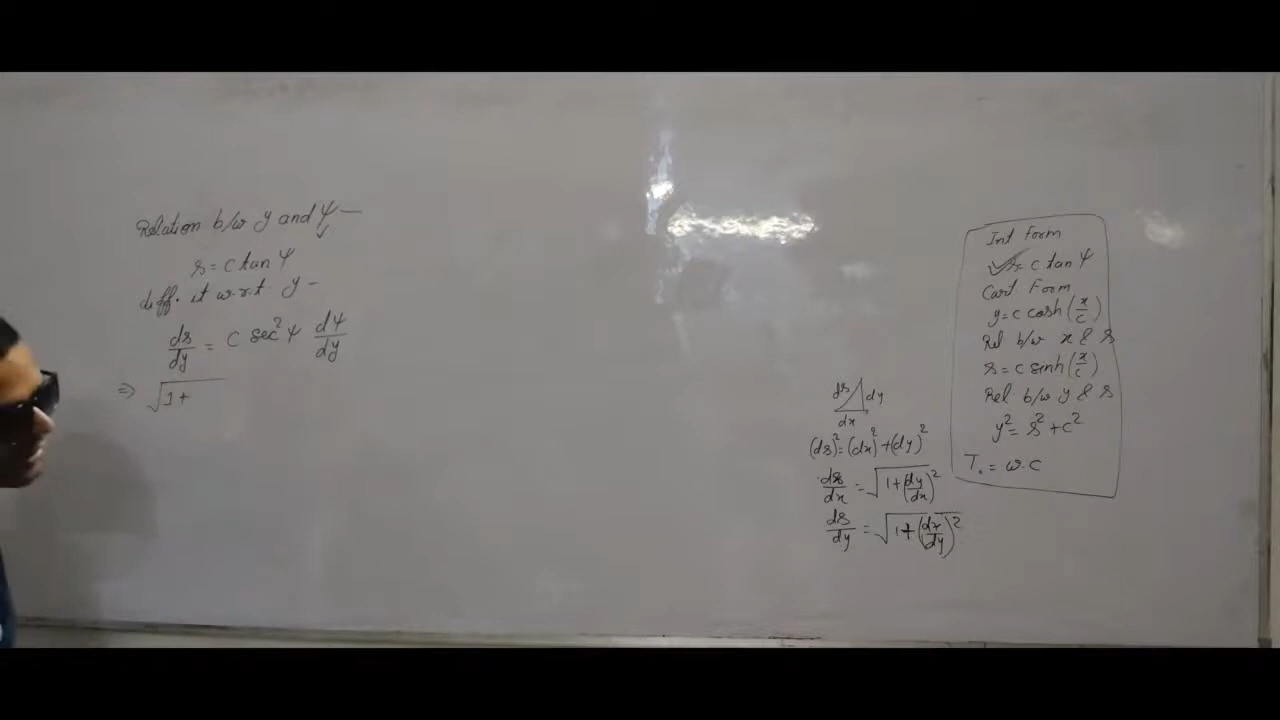 Relation b/w y and ψ —
s = c tan ψ
diff. it w.r.t. y –
ds/dy = c sec² ψ dψ/dy
⇒ √1+
ds dy
dx
(ds)² = (dx)² + (dy)²
ds/dx = √1+(dy/dx)²
ds/dy = √1+(dx/dy)²
Int Form
✓ s = c tan ψ
Cart. Form
y = c cosh (x/c)
Rel b/w x & s
s = c sinh (x/c)
Rel. b/w y & s
y² = s² + c²
T₀ = w.c